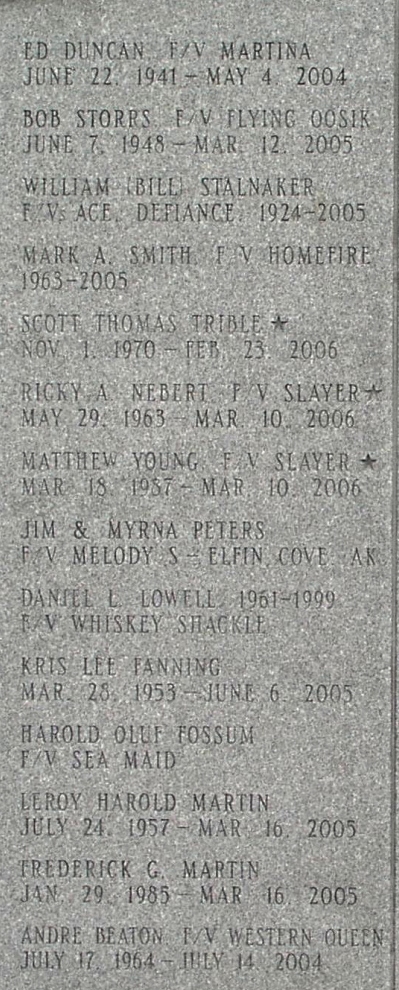 ED DUNCAN F/V MARTINA
JUNE 22, 1941 – MAY 4, 2004
BOB STORRS F/V FLYING OOSIK
JUNE 7, 1948 – MAR. 12, 2005
WILLIAM (BILL) STALNAKER
F/Vs ACE, DEFIANCE, 1924–2005
MARK A. SMITH, F/V HOMEFIRE
1963–2005
SCOTT THOMAS TRIBLE ★
NOV. 1, 1970 – FEB. 23, 2006
RICKY A. NEBERT F/V SLAYER ★
MAY 29, 1963 – MAR. 10, 2006
MATTHEW YOUNG F/V SLAYER ★
MAR. 18, 1987 – MAR. 10, 2006
JIM & MYRNA PETERS
F/V MELODY S – ELFIN COVE, AK
DANIEL L. LOWELL, 1961–1999
F/V WHISKEY SHACKLE
KRIS LEE FANNING
MAR. 28, 1953 – JUNE 6, 2005
HAROLD OLUF FOSSUM
F/V SEA MAID
LEROY HAROLD MARTIN
JULY 24, 1957 – MAR. 16, 2005
FREDERICK G. MARTIN
JAN. 29, 1985 – MAR. 16, 2005
ANDRE BEATON, F/V WESTERN QUEEN
JULY 17, 1964 – JULY 14, 2004